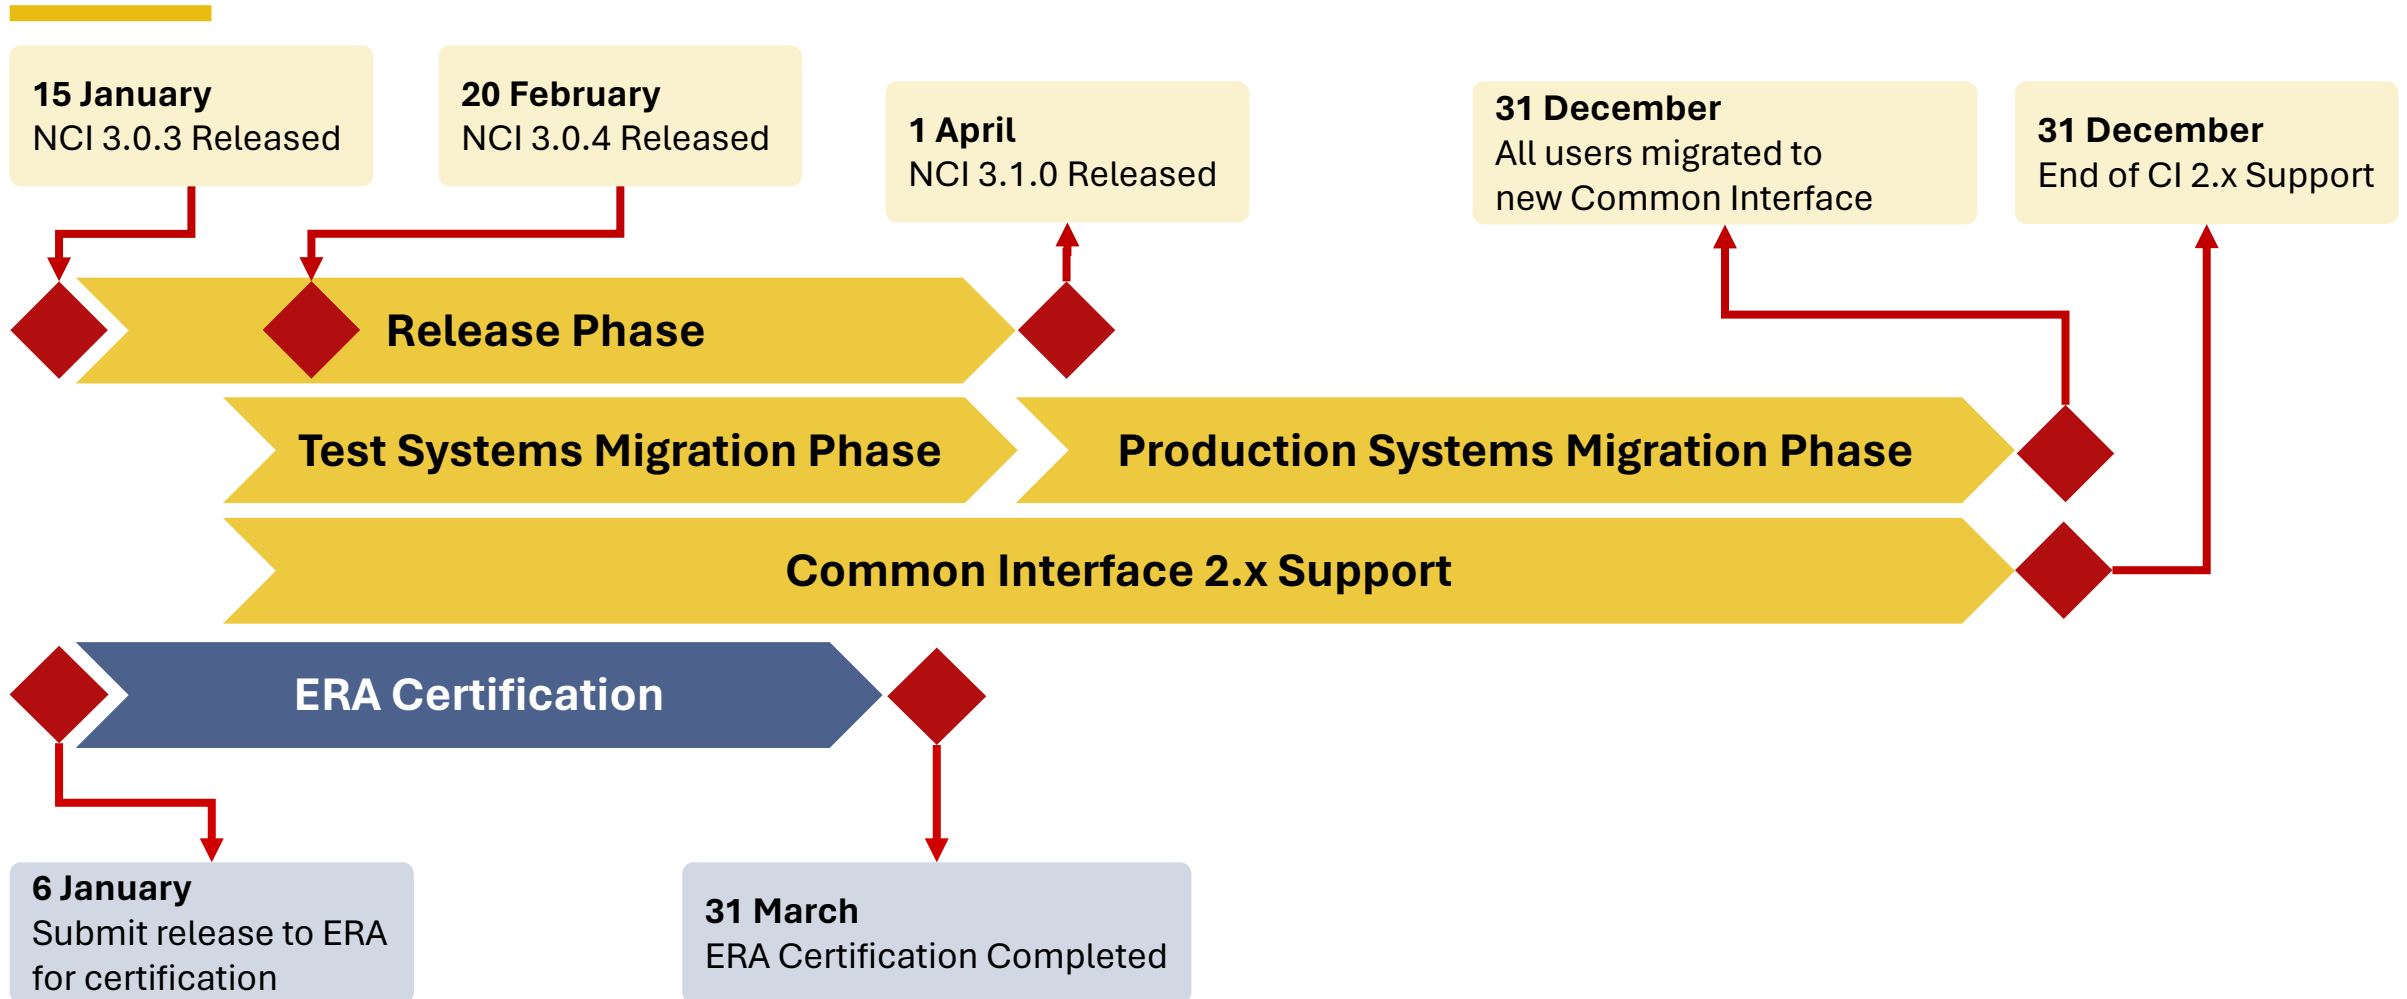 15 January
NCI 3.0.3 Released
20 February
NCI 3.0.4 Released
1 April
NCI 3.1.0 Released
31 December
All users migrated to
new Common Interface
31 December
End of CI 2.x Support
Release Phase
Test Systems Migration Phase
Production Systems Migration Phase
Common Interface 2.x Support
ERA Certification
6 January
Submit release to ERA
for certification
31 March
ERA Certification Completed